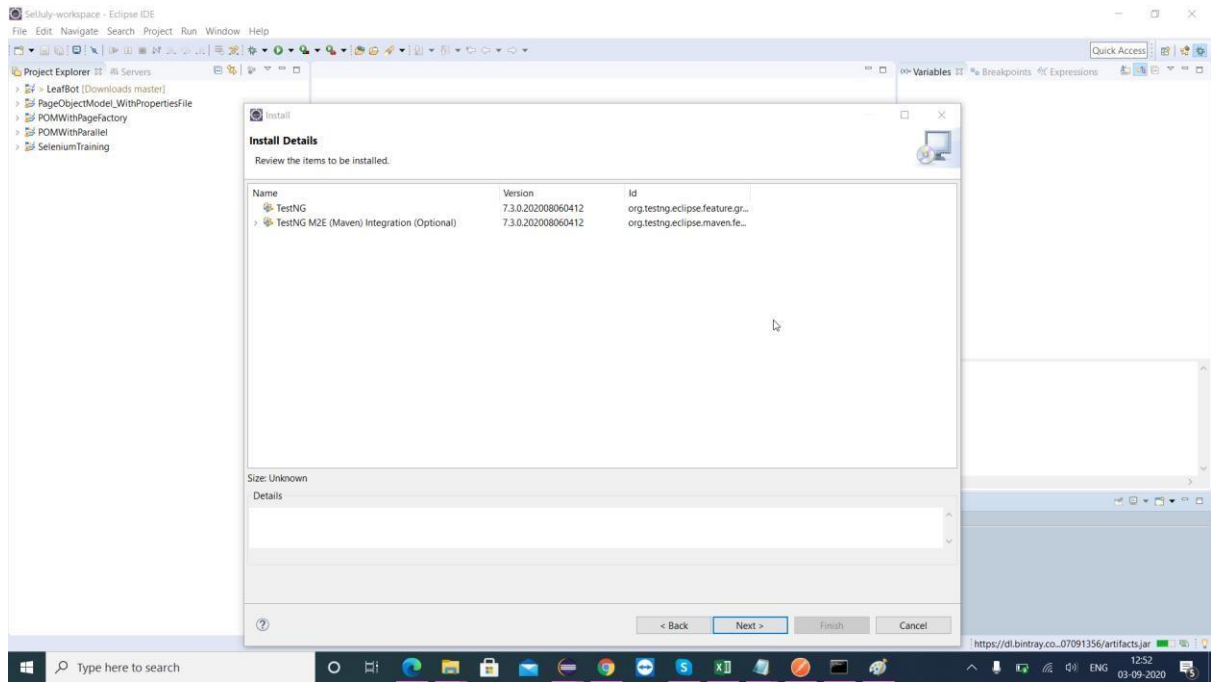 SelJuly-workspace - Eclipse IDE
File Edit Navigate Search Project Run Window Help
Quick Access
Project Explorer Servers
Variables Breakpoints Expressions
> LeafBot [Downloads master]
PageObjectModel_WithPropertiesFile
POMWithPageFactory
POMWithParallel
SeleniumTraining
Install
Install Details
Review the items to be installed.
Name Version Id
TestNG 7.3.0.202008060412 org.testng.eclipse.feature.gr...
TestNG M2E (Maven) Integration (Optional) 7.3.0.202008060412 org.testng.eclipse.maven.fe...
Size: Unknown
Details
< Back Next > Finish Cancel
https://dl.bintray.co...07091356/artifacts.jar
Type here to search
ENG
12:52
03-09-2020